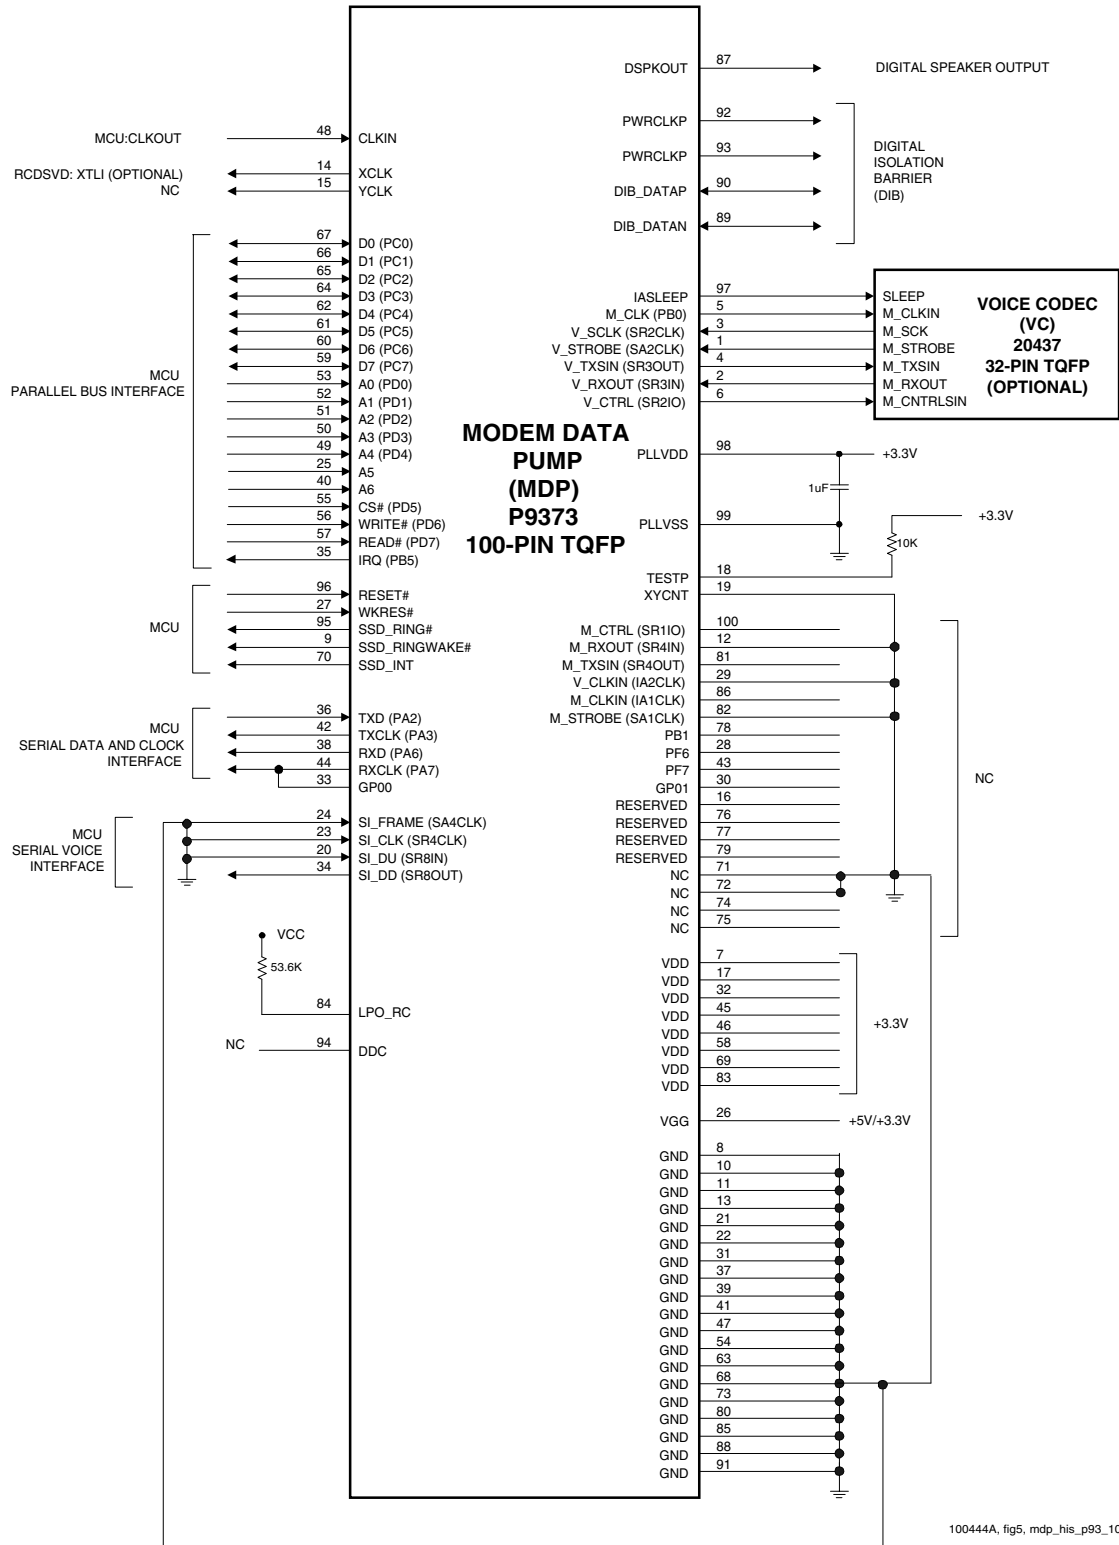 DSPKOUT 87 DIGITAL SPEAKER OUTPUT
PWRCLKP 92
PWRCLKP 93
DIB_DATAP 90
DIB_DATAN 89
DIGITAL
ISOLATION
BARRIER
(DIB)
MCU:CLKOUT 48 CLKIN
RCDSVD: XTLI (OPTIONAL) 14 XCLK
NC 15 YCLK
MCU
PARALLEL BUS INTERFACE
67 D0 (PC0)
66 D1 (PC1)
65 D2 (PC2)
64 D3 (PC3)
62 D4 (PC4)
61 D5 (PC5)
60 D6 (PC6)
59 D7 (PC7)
53 A0 (PD0)
52 A1 (PD1)
51 A2 (PD2)
50 A3 (PD3)
49 A4 (PD4)
25 A5
40 A6
55 CS# (PD5)
56 WRITE# (PD6)
57 READ# (PD7)
35 IRQ (PB5)
MCU
96 RESET#
27 WKRES#
95 SSD_RING#
9 SSD_RINGWAKE#
70 SSD_INT
MCU
SERIAL DATA AND CLOCK
INTERFACE
36 TXD (PA2)
42 TXCLK (PA3)
38 RXD (PA6)
44 RXCLK (PA7)
33 GP00
MCU
SERIAL VOICE
INTERFACE
24 SI_FRAME (SA4CLK)
23 SI_CLK (SR4CLK)
20 SI_DU (SR8IN)
34 SI_DD (SR8OUT)
VCC
53.6K
84 LPO_RC
NC 94 DDC
MODEM DATA
PUMP
(MDP)
P9373
100-PIN TQFP
IASLEEP 97 SLEEP
M_CLK (PB0) 5 M_CLKIN
V_SCLK (SR2CLK) 3 M_SCK
V_STROBE (SA2CLK) 1 M_STROBE
V_TXSIN (SR3OUT) 4 M_TXSIN
V_RXOUT (SR3IN) 2 M_RXOUT
V_CTRL (SR2IO) 6 M_CNTRLSIN
VOICE CODEC
(VC)
20437
32-PIN TQFP
(OPTIONAL)
PLLVDD 98 +3.3V
1uF
PLLVSS 99
+3.3V
10K
TESTP 18
XYCNT 19
M_CTRL (SR1IO) 100
M_RXOUT (SR4IN) 12
M_TXSIN (SR4OUT) 81
V_CLKIN (IA2CLK) 29
M_CLKIN (IA1CLK) 86
M_STROBE (SA1CLK) 82
PB1 78
PF6 28
PF7 43
GP01 30
RESERVED 16
RESERVED 76
RESERVED 77
RESERVED 79
NC 71
NC 72
NC 74
NC 75
NC
VDD 7
VDD 17
VDD 32
VDD 45
VDD 46
VDD 58
VDD 69
VDD 83
+3.3V
VGG 26 +5V/+3.3V
GND 8
GND 10
GND 11
GND 13
GND 21
GND 22
GND 31
GND 37
GND 39
GND 41
GND 47
GND 54
GND 63
GND 68
GND 73
GND 80
GND 85
GND 88
GND 91
100444A, fig5, mdp_his_p93_10